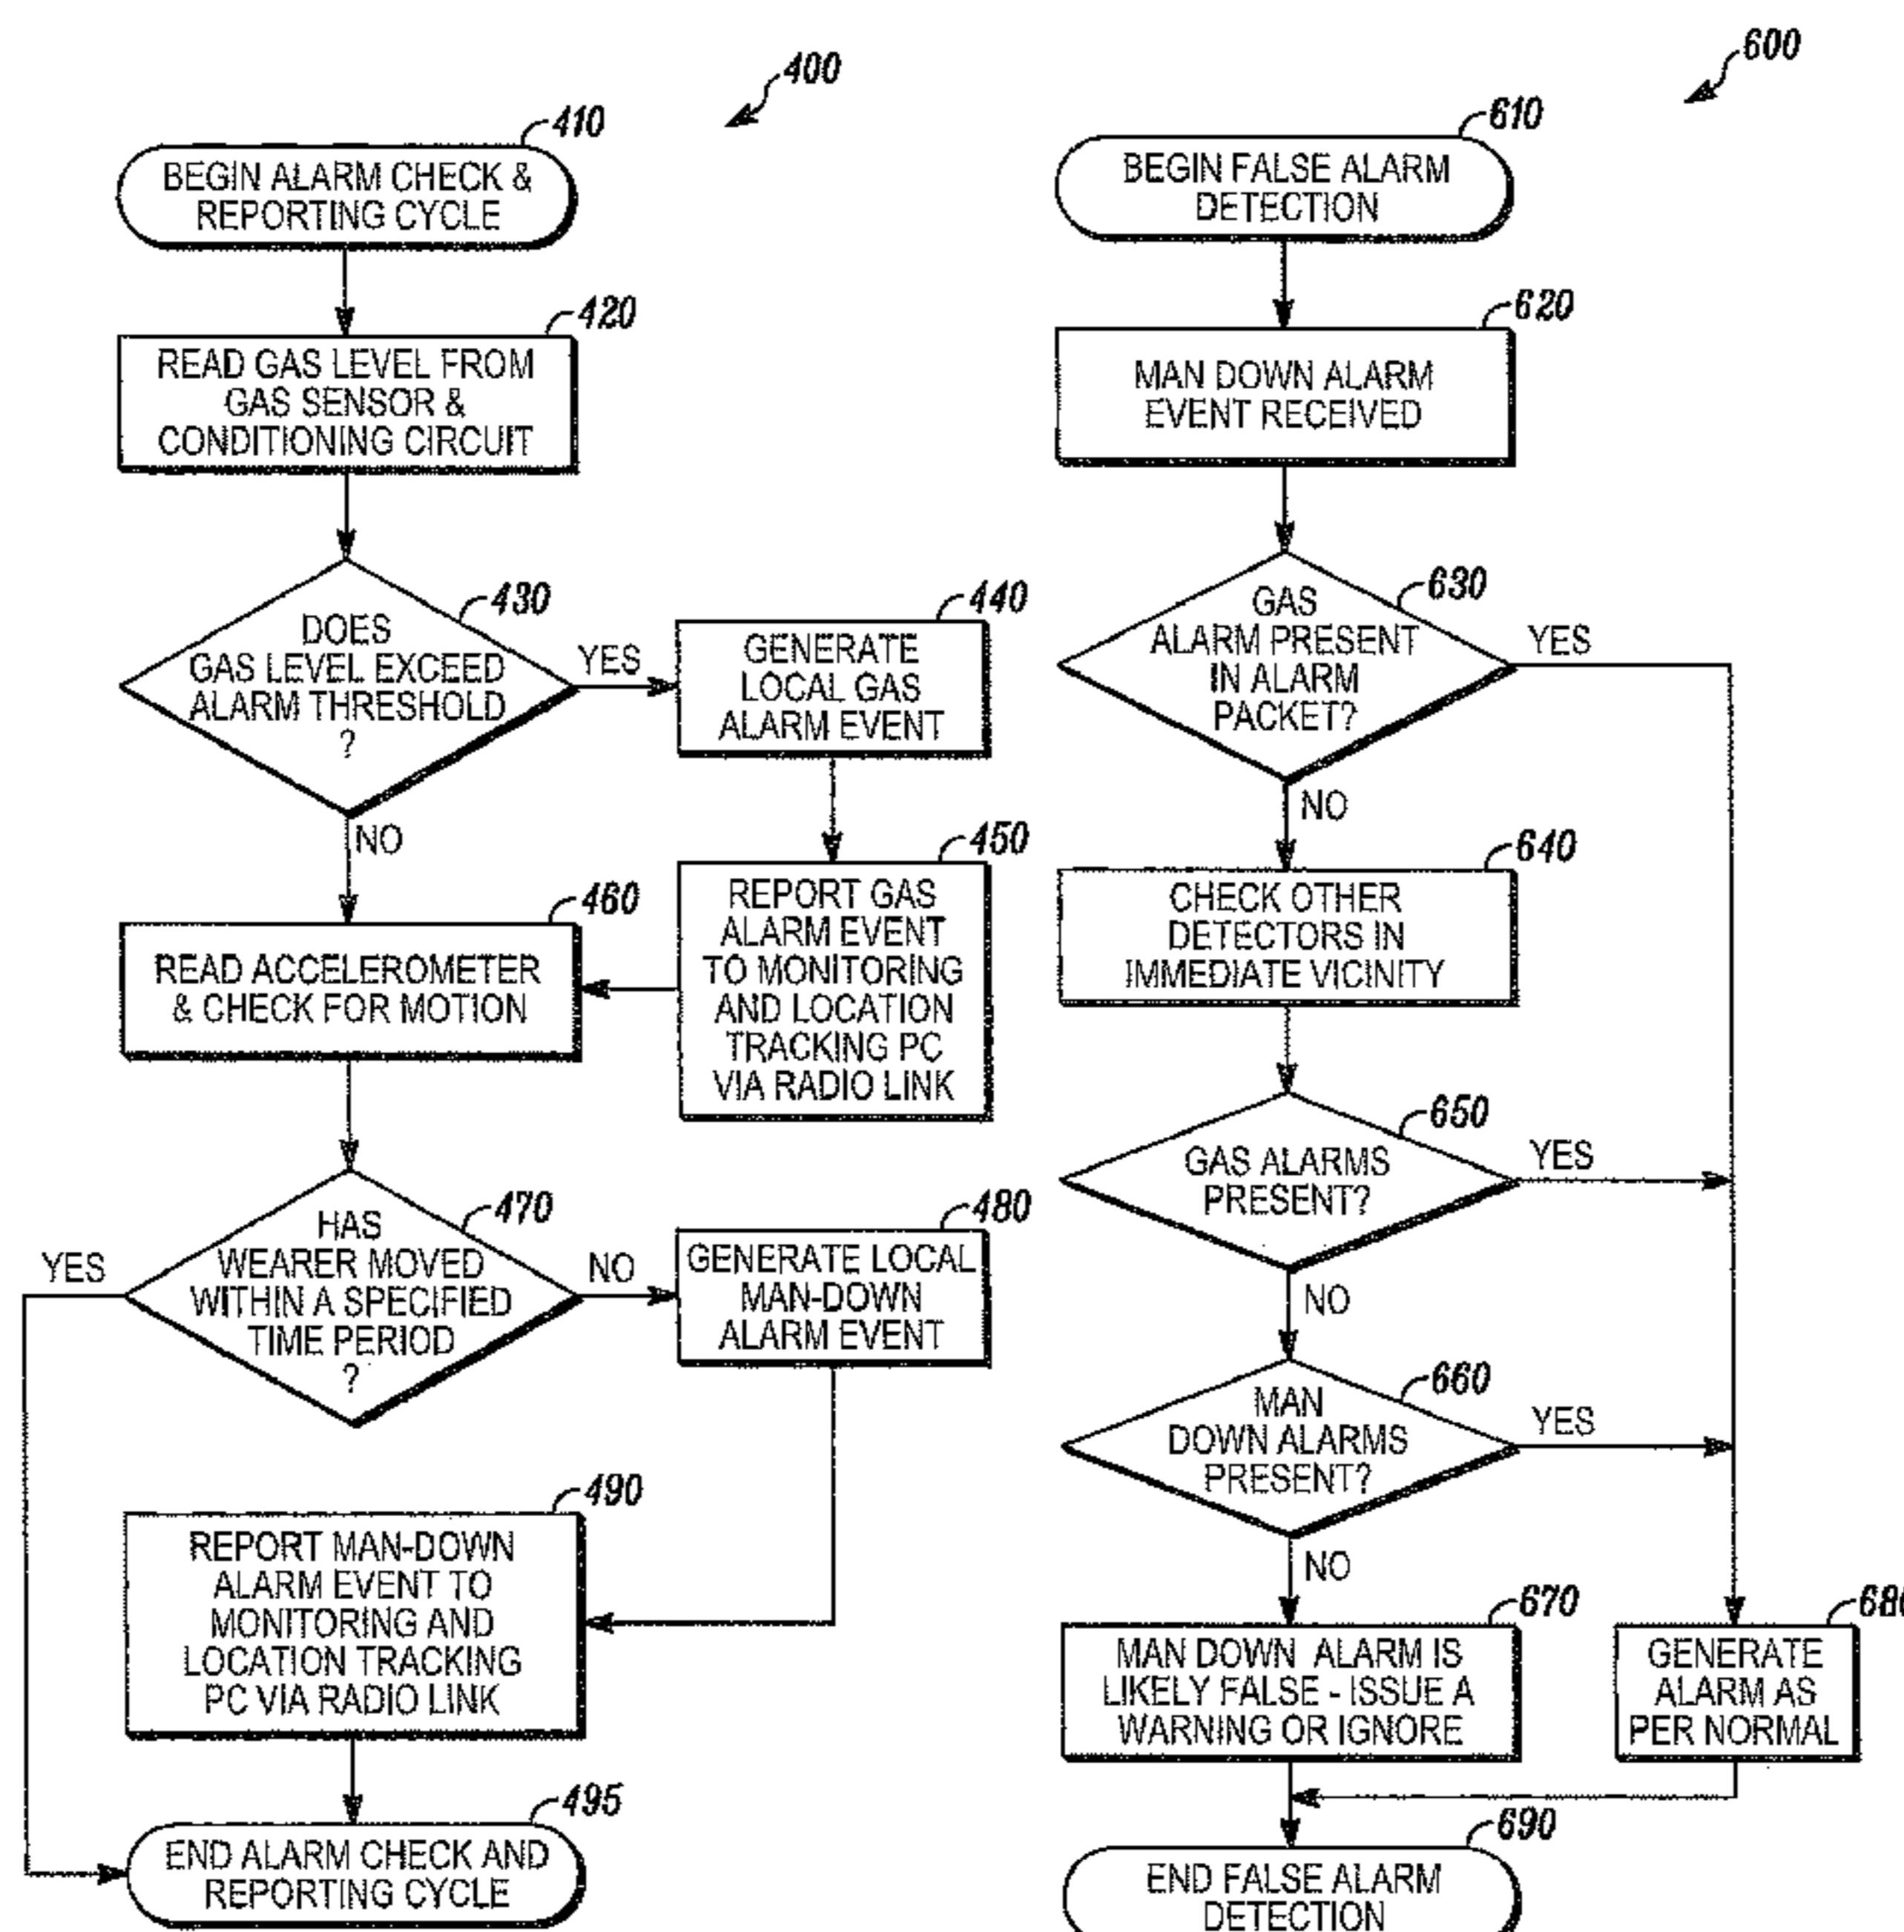 400
410
BEGIN ALARM CHECK &
REPORTING CYCLE
420
READ GAS LEVEL FROM
GAS SENSOR &
CONDITIONING CIRCUIT
430
DOES
GAS LEVEL EXCEED
ALARM THRESHOLD
?
YES
NO
440
GENERATE
LOCAL GAS
ALARM EVENT
450
REPORT GAS
ALARM EVENT
TO MONITORING
AND LOCATION
TRACKING PC
VIA RADIO LINK
460
READ ACCELEROMETER
& CHECK FOR MOTION
470
HAS
WEARER MOVED
WITHIN A SPECIFIED
TIME PERIOD
?
YES
NO
480
GENERATE LOCAL
MAN-DOWN
ALARM EVENT
490
REPORT MAN-DOWN
ALARM EVENT TO
MONITORING AND
LOCATION TRACKING
PC VIA RADIO LINK
495
END ALARM CHECK AND
REPORTING CYCLE
600
610
BEGIN FALSE ALARM
DETECTION
620
MAN DOWN ALARM
EVENT RECEIVED
630
GAS
ALARM PRESENT
IN ALARM
PACKET?
YES
NO
640
CHECK OTHER
DETECTORS IN
IMMEDIATE VICINITY
650
GAS ALARMS
PRESENT?
YES
NO
660
MAN
DOWN ALARMS
PRESENT?
YES
NO
670
MAN DOWN ALARM IS
LIKELY FALSE - ISSUE A
WARNING OR IGNORE
680
GENERATE
ALARM AS
PER NORMAL
690
END FALSE ALARM
DETECTION